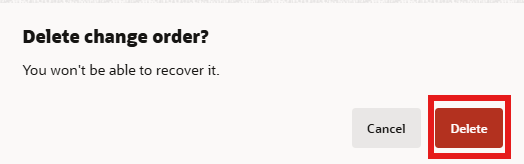 Delete change order?
You won't be able to recover it.
Cancel
Delete